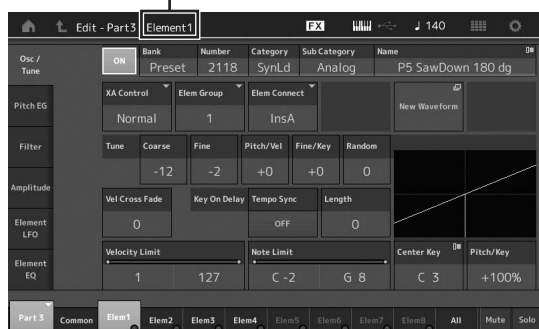 Edit - Part3 Element1 FX 140
Osc / Tune
ON
Bank Preset
Number 2118
Category SynLd
Sub Category Analog
Name P5 SawDown 180 dg
Pitch EG
XA Control Normal
Elem Group 1
Elem Connect InsA
New Waveform
Filter
Tune
Coarse -12
Fine -2
Pitch/Vel +0
Fine/Key +0
Random 0
Amplitude
Vel Cross Fade 0
Key On Delay
Tempo Sync OFF
Length 0
Element LFO
Element EQ
Velocity Limit 1 127
Note Limit C -2 G 8
Center Key C 3
Pitch/Key +100%
Part 3 Common Elem1 Elem2 Elem3 Elem4 Elem5 Elem6 Elem7 Elem8 All Mute Solo